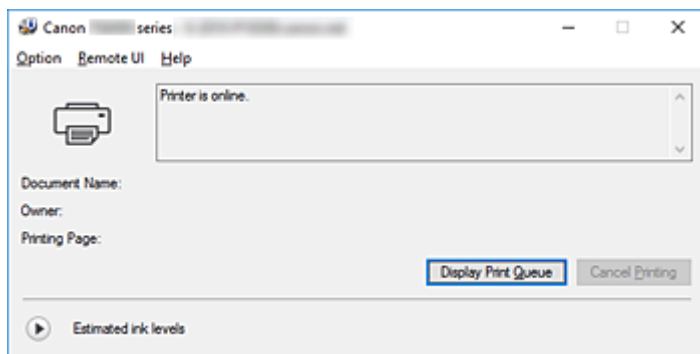 Canon series
Option Remote UI Help
Printer is online.
Document Name:
Owner:
Printing Page:
Display Print Queue Cancel Printing
Estimated ink levels